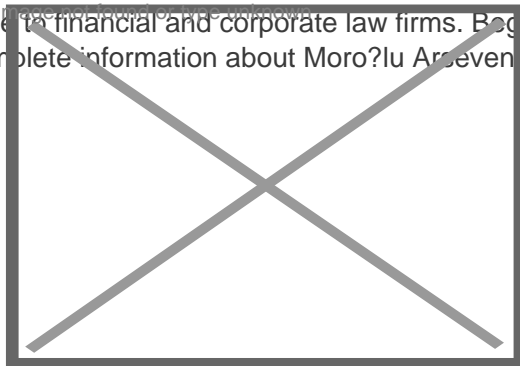 Image not found or type unknown
e to financial and corporate law firms. Beg
plete information about Moro?lu Arseven